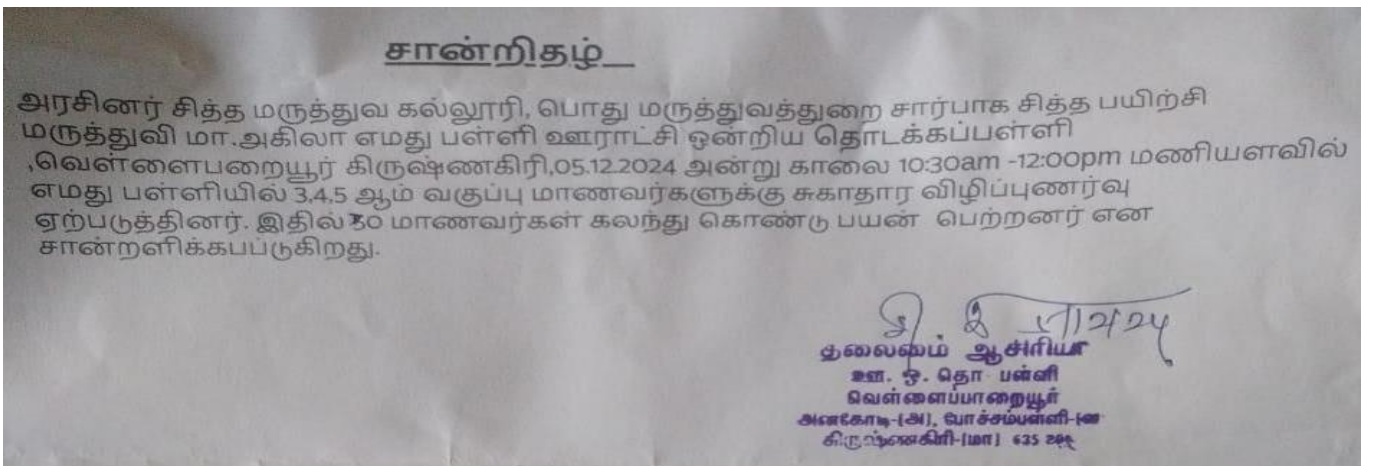 சான்றிதழ்
அரசினர் சித்த மருத்துவ கல்லூரி, பொது மருத்துவத்துறை சார்பாக சித்த பயிற்சி
மருத்துவி மா.அகிலா எமது பள்ளி ஊராட்சி ஒன்றிய தொடக்கப்பள்ளி
,வெள்ளைபறையூர் கிருஷ்ணகிரி,05.12.2024 அன்று காலை 10:30am -12:00pm மணியளவில்
எமது பள்ளியில் 3,4,5 ஆம் வகுப்பு மாணவர்களுக்கு சுகாதார விழிப்புணர்வு
ஏற்படுத்தினர். இதில் 50 மாணவர்கள் கலந்து கொண்டு பயன் பெற்றனர் என
சான்றளிக்கபப்டுகிறது.
தலைமை ஆசிரியர்
ஊ. ஒ. தொ பள்ளி
வெள்ளைப்பாறையூர்
போச்சம்பள்ளி
கிருஷ்ணகிரி-(மா) 635